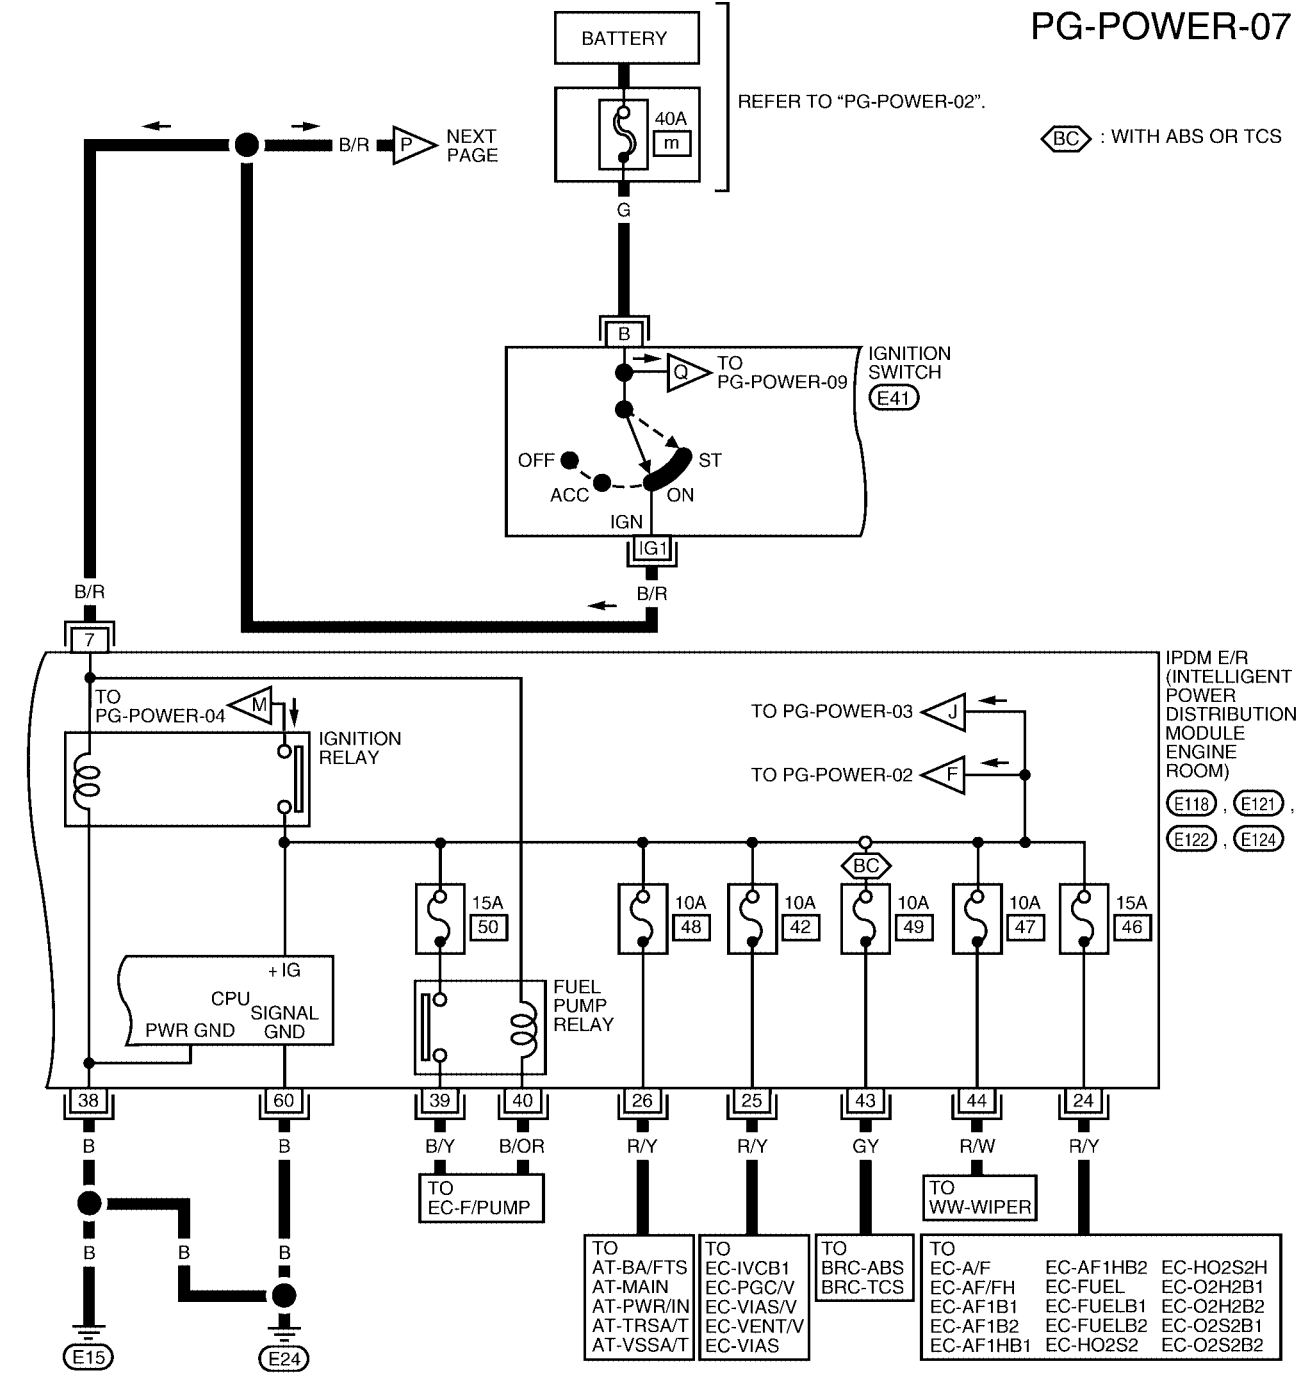 PG-POWER-07
BATTERY
40A
m
REFER TO “PG-POWER-02”.
BC : WITH ABS OR TCS
B/R
P
NEXT
PAGE
G
B
IGNITION
SWITCH
E41
Q
TO
PG-POWER-09
OFF
ACC
ON
ST
IGN
IG1
B/R
B/R
7
IPDM E/R
(INTELLIGENT
POWER
DISTRIBUTION
MODULE
ENGINE
ROOM)
E118 , E121 ,
E122 , E124
TO
PG-POWER-04
M
IGNITION
RELAY
TO PG-POWER-03
J
TO PG-POWER-02
F
BC
15A
50
10A
48
10A
42
10A
49
10A
47
15A
46
+ IG
CPU
SIGNAL
GND
PWR GND
FUEL
PUMP
RELAY
38
60
39
40
26
25
43
44
24
B
B
B/Y
B/OR
R/Y
R/Y
GY
R/W
R/Y
TO
EC-F/PUMP
TO
WW-WIPER
B
B
B
E15
E24
TO
AT-BA/FTS
AT-MAIN
AT-PWR/IN
AT-TRSA/T
AT-VSSA/T
TO
EC-IVCB1
EC-PGC/V
EC-VIAS/V
EC-VENT/V
EC-VIAS
TO
BRC-ABS
BRC-TCS
TO
EC-A/F
EC-AF/FH
EC-AF1B1
EC-AF1B2
EC-AF1HB1
EC-AF1HB2
EC-FUEL
EC-FUELB1
EC-FUELB2
EC-HO2S2
EC-HO2S2H
EC-O2H2B1
EC-O2H2B2
EC-O2S2B1
EC-O2S2B2